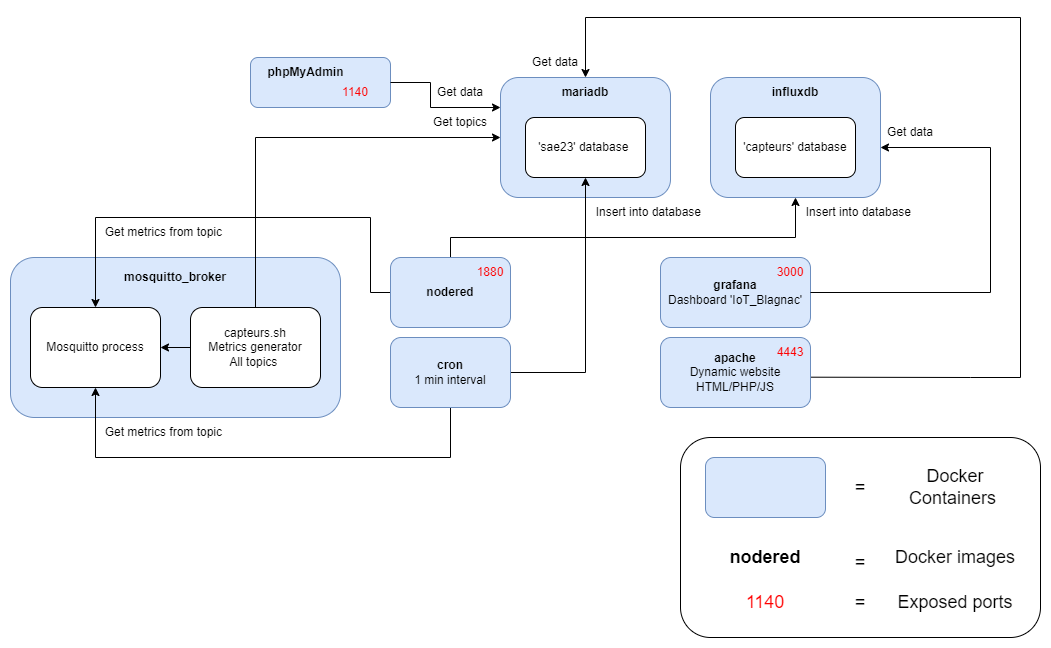 Get data
phpMyAdmin
1140
Get data
Get topics
mariadb
'sae23' database
influxdb
'capteurs' database
Get data
Insert into database
Insert into database
Get metrics from topic
mosquitto_broker
Mosquitto process
capteurs.sh
Metrics generator
All topics
1880
nodered
cron
1 min interval
3000
grafana
Dashboard 'IoT_Blagnac'
4443
apache
Dynamic website
HTML/PHP/JS
Get metrics from topic
=
Docker
Containers
nodered
=
Docker images
1140
=
Exposed ports